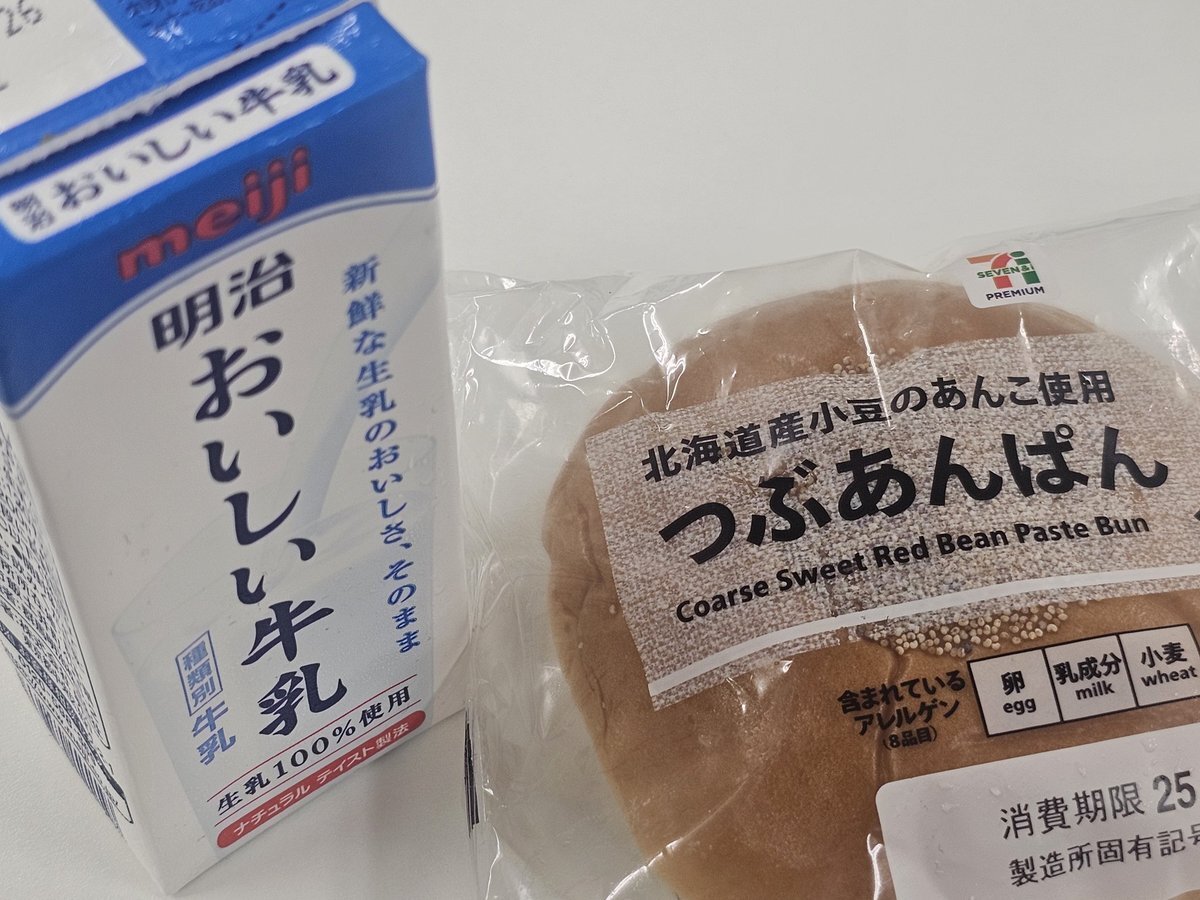 明治 おいしい牛乳
meiji
明治
おいしい牛乳
新鮮な生乳のおいしさ、そのまま
種類別
牛乳
生乳100%使用
ナチュラル テイスト製法
SEVEN&i
PREMIUM
北海道産小豆のあんこ使用
つぶあんぱん
Coarse Sweet Red Bean Paste Bun
含まれている
アレルゲン
(8品目)
卵
egg
乳成分
milk
小麦
wheat
消費期限 25
製造所固有記号